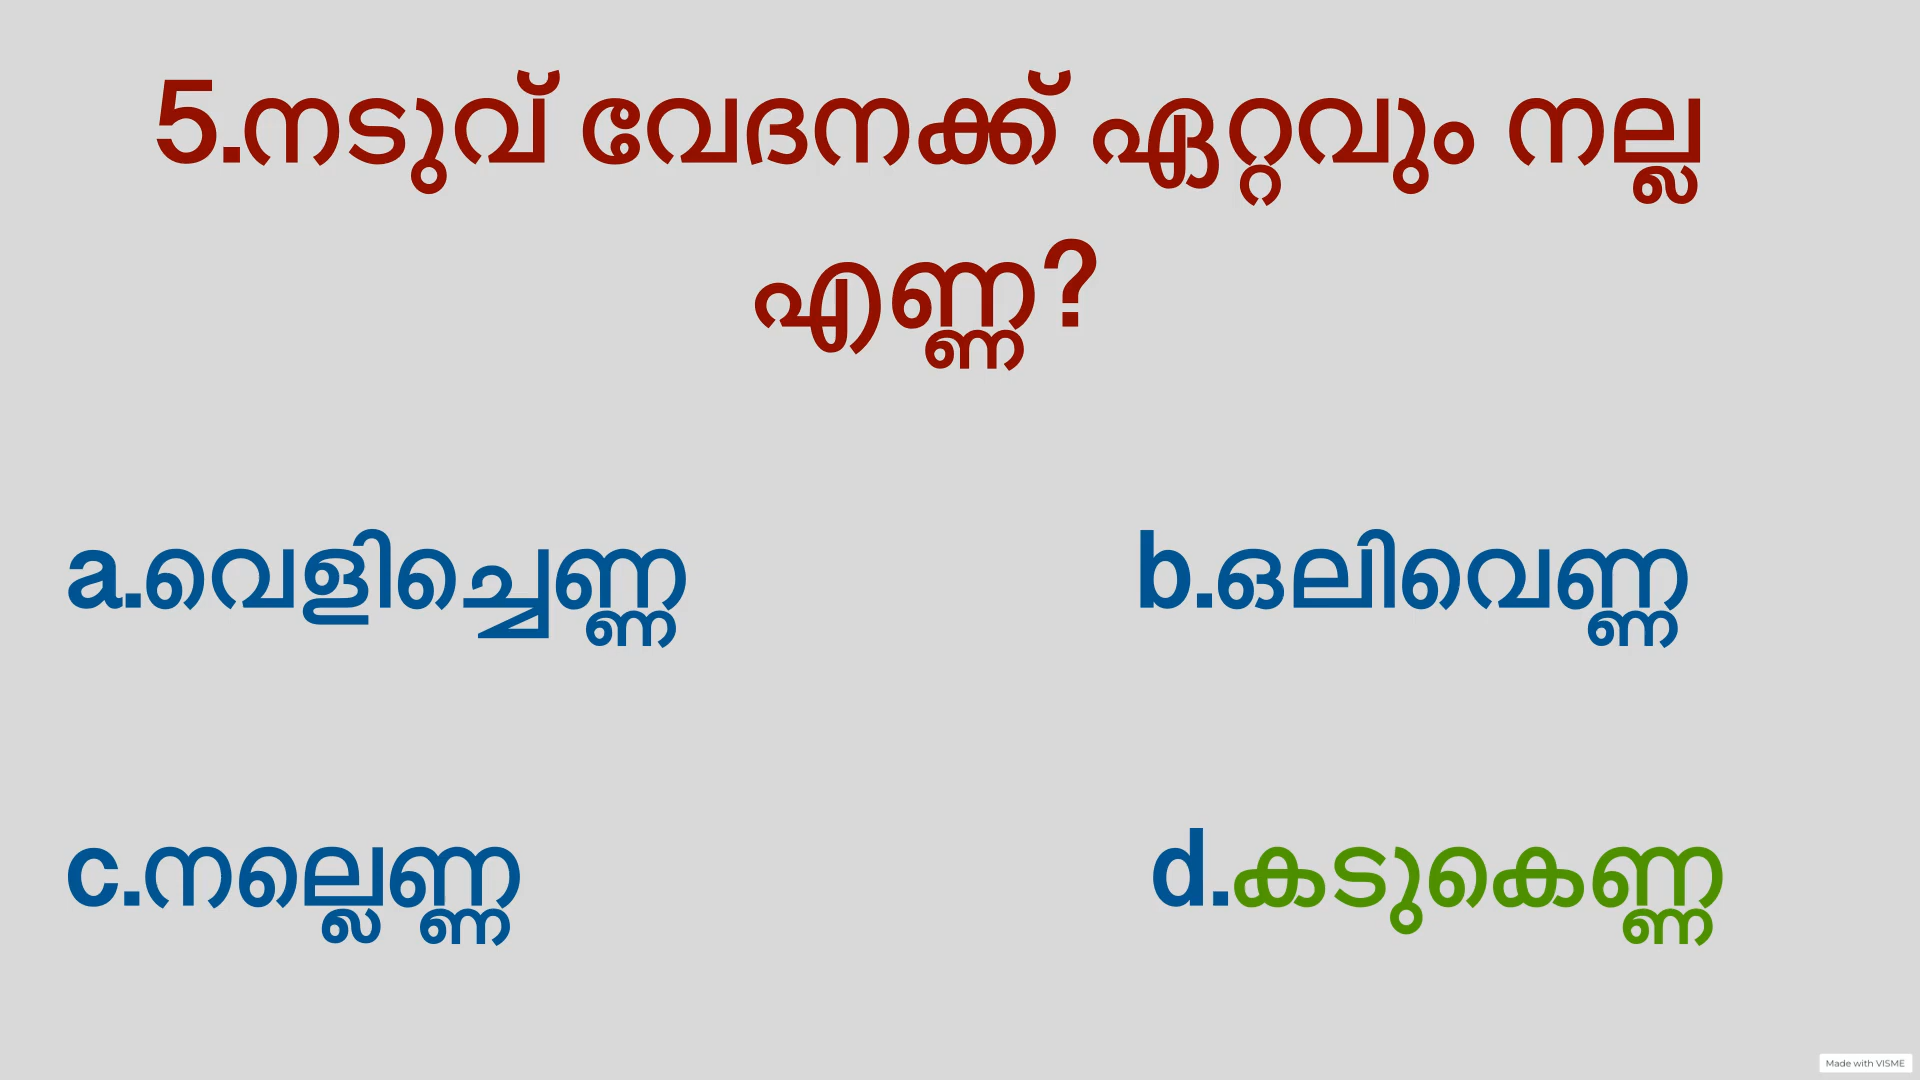 5.നടുവ് വേദനക്ക് ഏറ്റവും നല്ല
എണ്ണ?
a.വെളിച്ചെണ്ണ
b.ഒലിവെണ്ണ
c.നല്ലെണ്ണ
d.കടുകെണ്ണ
Made with VISME